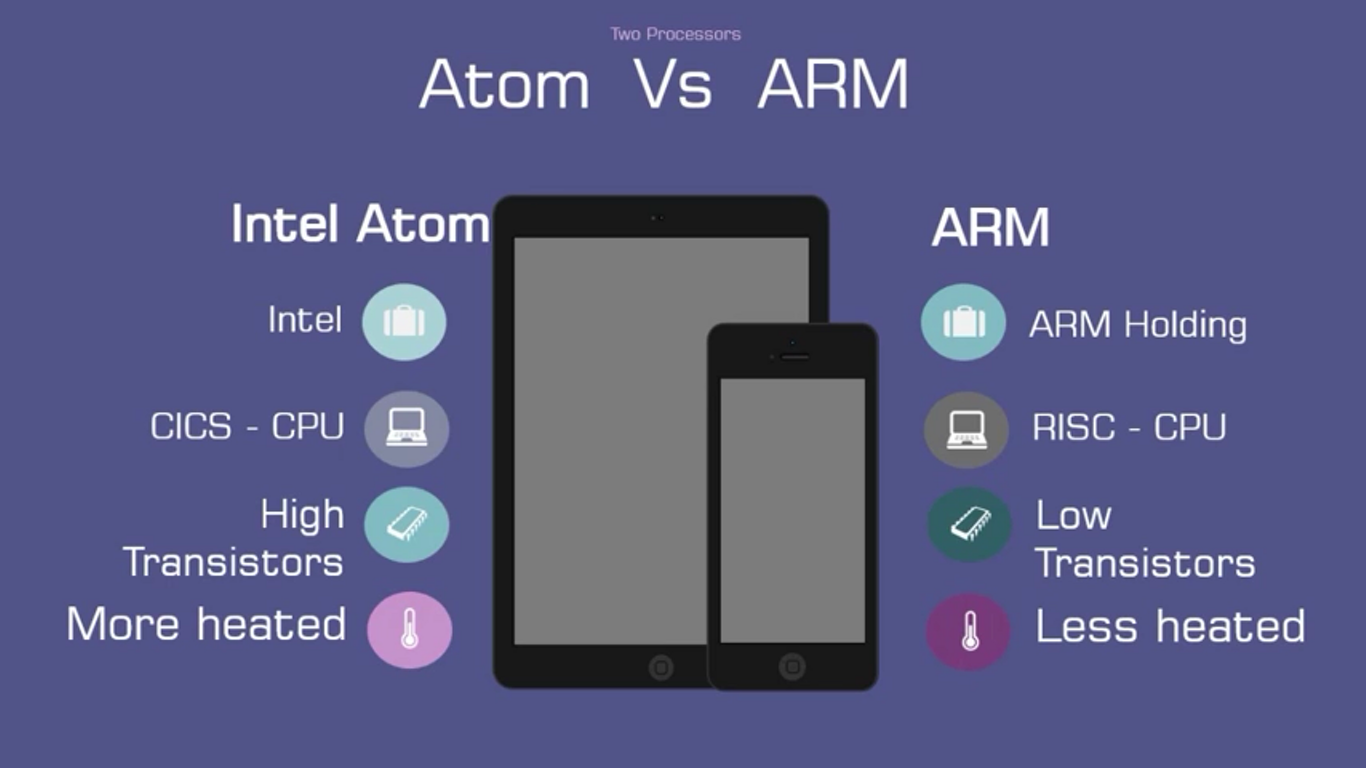 Two Processors
Atom Vs ARM
Intel Atom
Intel
CICS - CPU
High
Transistors
More heated
ARM
ARM Holding
RISC - CPU
Low
Transistors
Less heated